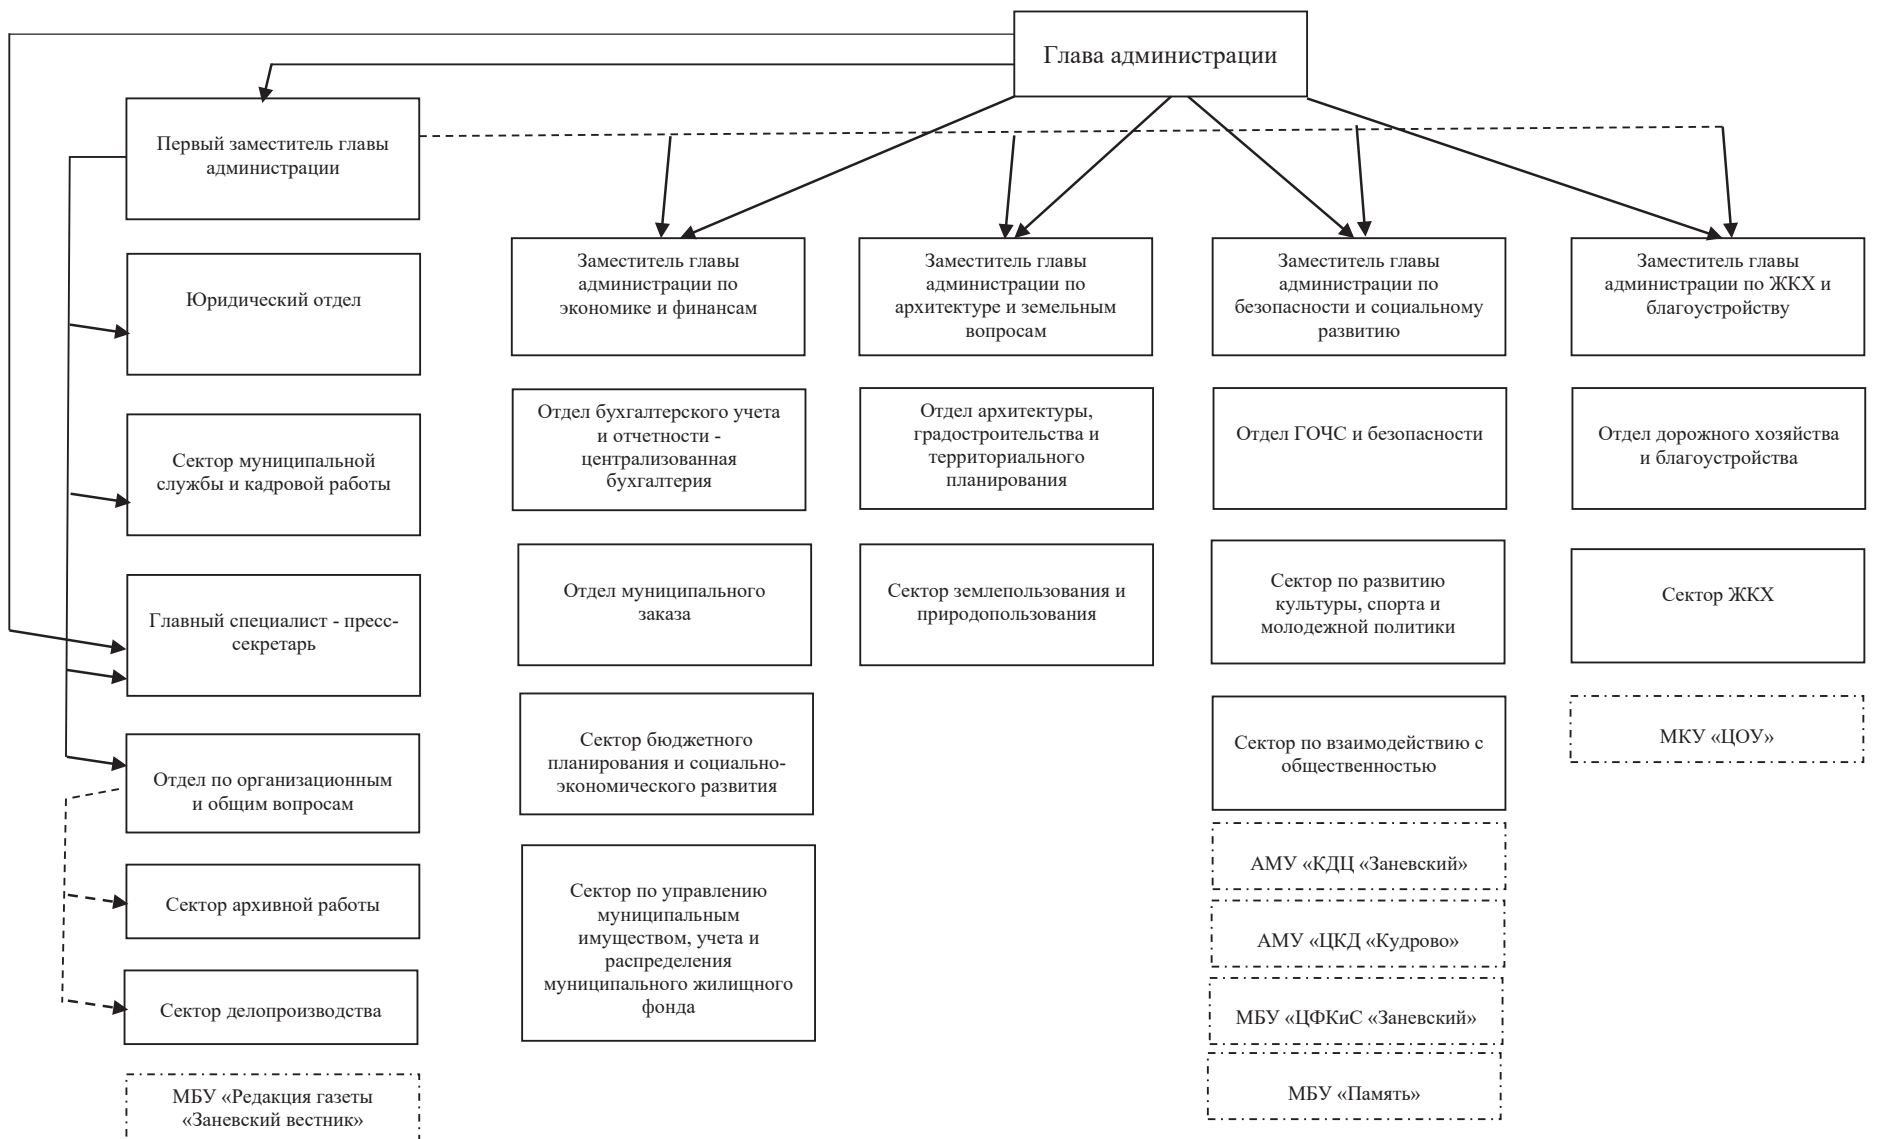 Глава администрации
Первый заместитель главы
администрации
Юридический отдел
Сектор муниципальной
службы и кадровой работы
Главный специалист - пресс-
секретарь
Отдел по организационным
и общим вопросам
Сектор архивной работы
Сектор делопроизводства
МБУ «Редакция газеты
«Заневский вестник»
Заместитель главы
администрации по
экономике и финансам
Отдел бухгалтерского учета
и отчетности -
централизованная
бухгалтерия
Отдел муниципального
заказа
Сектор бюджетного
планирования и социально-
экономического развития
Сектор по управлению
муниципальным
имуществом, учета и
распределения
муниципального жилищного
фонда
Заместитель главы
администрации по
архитектуре и земельным
вопросам
Отдел архитектуры,
градостроительства и
территориального
планирования
Сектор землепользования и
природопользования
Заместитель главы
администрации по
безопасности и социальному
развитию
Отдел ГОЧС и безопасности
Сектор по развитию
культуры, спорта и
молодежной политики
Сектор по взаимодействию с
общественностью
АМУ «КДЦ «Заневский»
АМУ «ЦКД «Кудрово»
МБУ «ЦФКиС «Заневский»
МБУ «Память»
Заместитель главы
администрации по ЖКХ и
благоустройству
Отдел дорожного хозяйства
и благоустройства
Сектор ЖКХ
МКУ «ЦОУ»